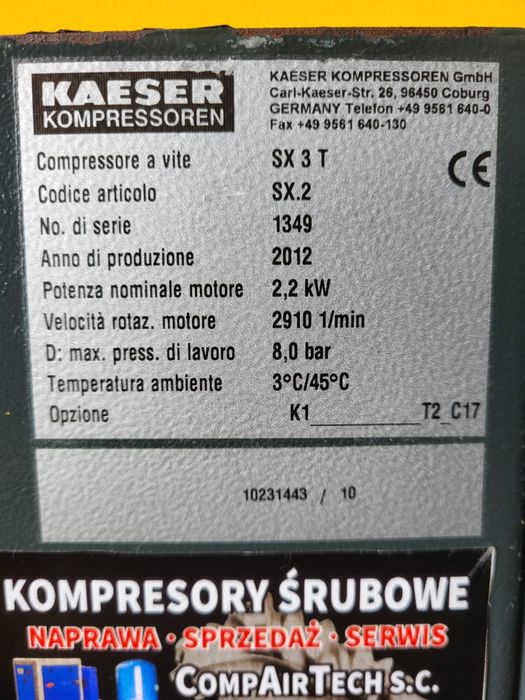 KAESER
KOMPRESSOREN
KAESER KOMPRESSOREN GmbH
Carl-Kaeser-Str. 26, 96450 Coburg
GERMANY Telefon +49 9561 640-0
Fax +49 9561 640-130
CE
Compressore a vite SX 3 T
Codice articolo SX.2
No. di serie 1349
Anno di produzione 2012
Potenza nominale motore 2,2 kW
Velocità rotaz. motore 2910 1/min
D: max. press. di lavoro 8,0 bar
Temperatura ambiente 3°C/45°C
Opzione K1__________T2_C17
10231443 / 10
KOMPRESORY ŚRUBOWE
NAPRAWA • SPRZEDAŻ • SERWIS
COMPAIRTECH S.C.